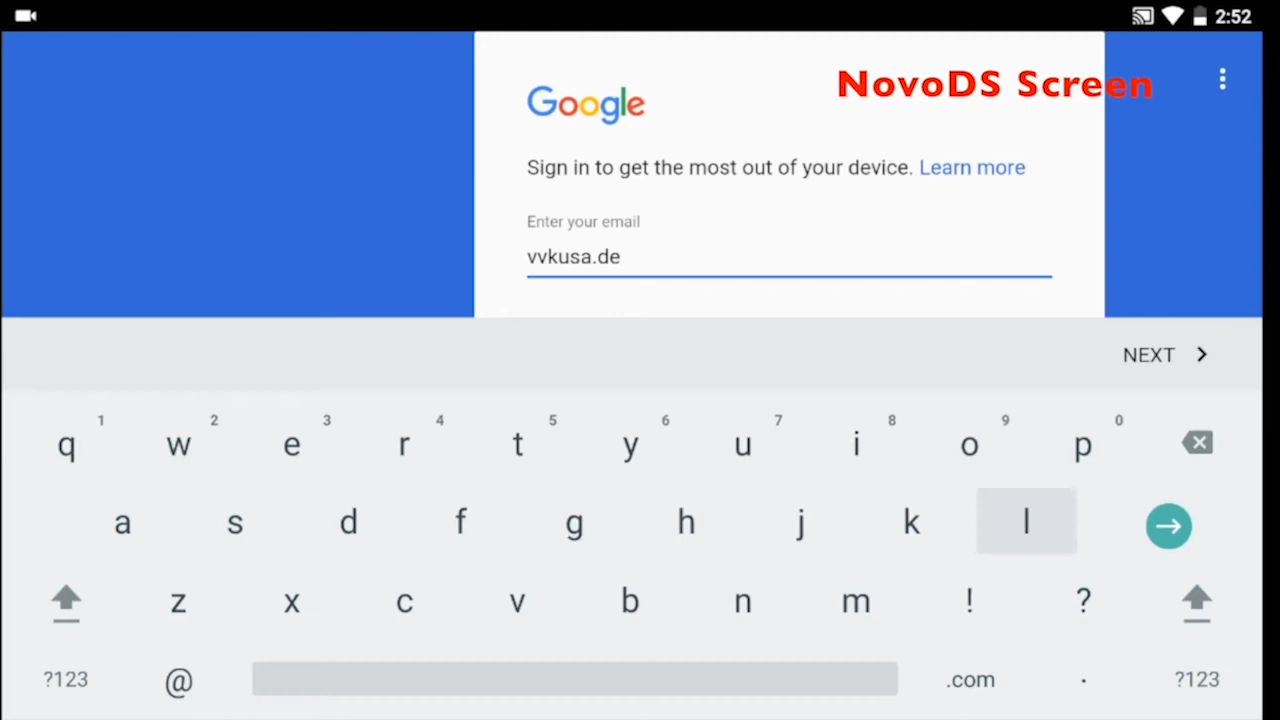 2:52
NovoDS Screen
Google
Sign in to get the most out of your device. Learn more
Enter your email
vvkusa.de
NEXT
1 2 3 4 5 6 7 8 9 0
q w e r t y u i o p
a s d f g h j k l
z x c v b n m ! ?
?123 @ .com . ?123